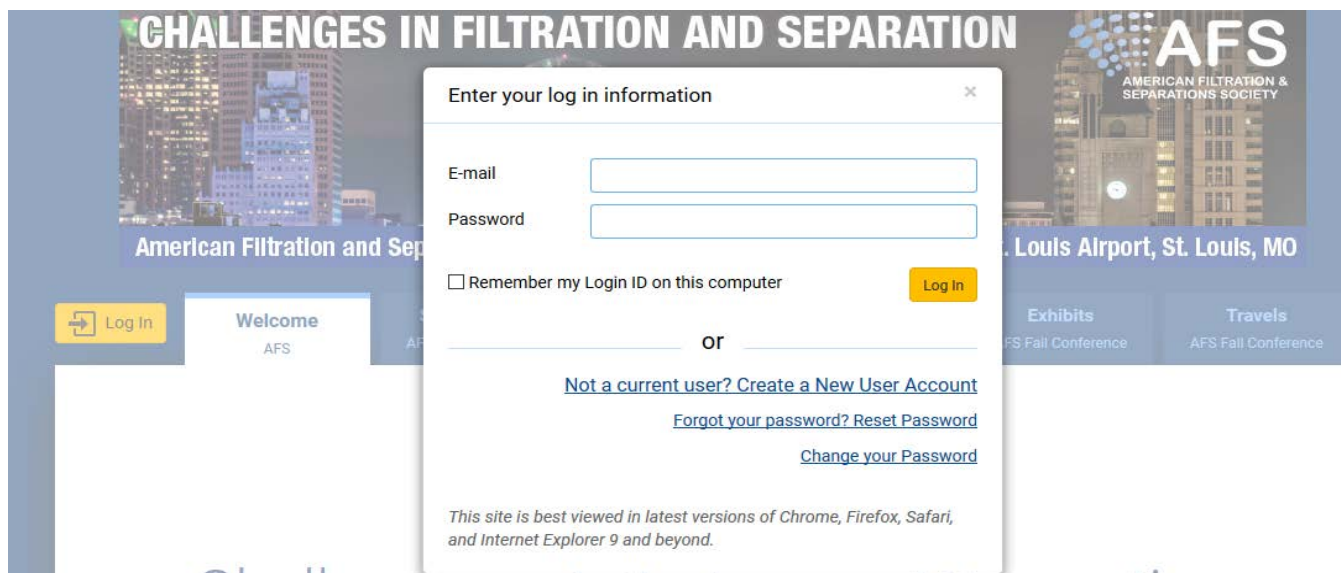 CHALLENGES IN FILTRATION AND SEPARATION
AFS
AMERICAN FILTRATION &
SEPARATIONS SOCIETY
Enter your log in information
×
E-mail
Password
American Filtration and Sep
. Louis Airport, St. Louis, MO
Remember my Login ID on this computer
Log In
Log In
Welcome
AFS
Exhibits
FS Fall Conference
Travels
AFS Fall Conference
or
Not a current user? Create a New User Account
Forgot your password? Reset Password
Change your Password
This site is best viewed in latest versions of Chrome, Firefox, Safari,
and Internet Explorer 9 and beyond.